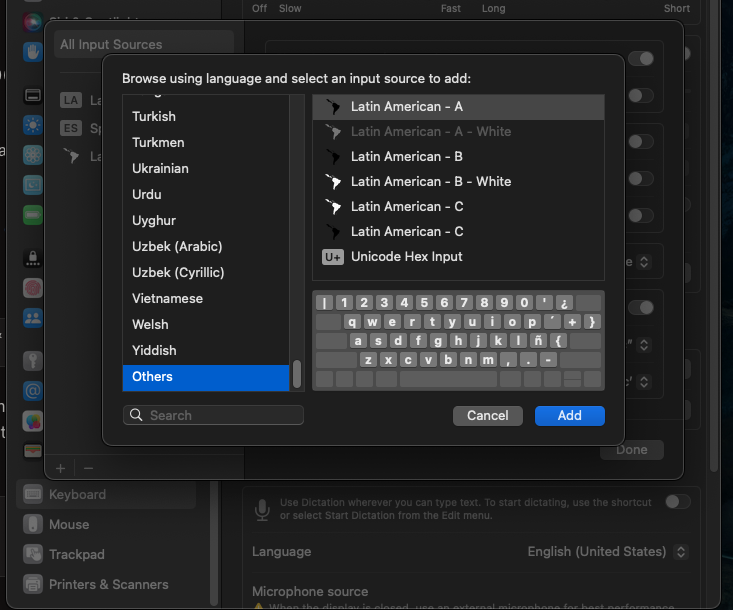 Off Slow Fast Long Short
All Input Sources
LA
ES
Browse using language and select an input source to add:
Turkish
Turkmen
Ukrainian
Urdu
Uyghur
Uzbek (Arabic)
Uzbek (Cyrillic)
Vietnamese
Welsh
Yiddish
Others
Search
Latin American - A
Latin American - A - White
Latin American - B
Latin American - B - White
Latin American - C
Latin American - C
U+ Unicode Hex Input
| 1 2 3 4 5 6 7 8 9 0 ' ¿
q w e r t y u i o p ´ + }
a s d f g h j k l ñ {
z x c v b n m , . -
Cancel Add
+ −
Done
Keyboard
Mouse
Trackpad
Printers & Scanners
Use Dictation wherever you can type text. To start dictating, use the shortcut
or select Start Dictation from the Edit menu.
Language English (United States)
Microphone source
When the display is closed, use an external microphone for best performance.